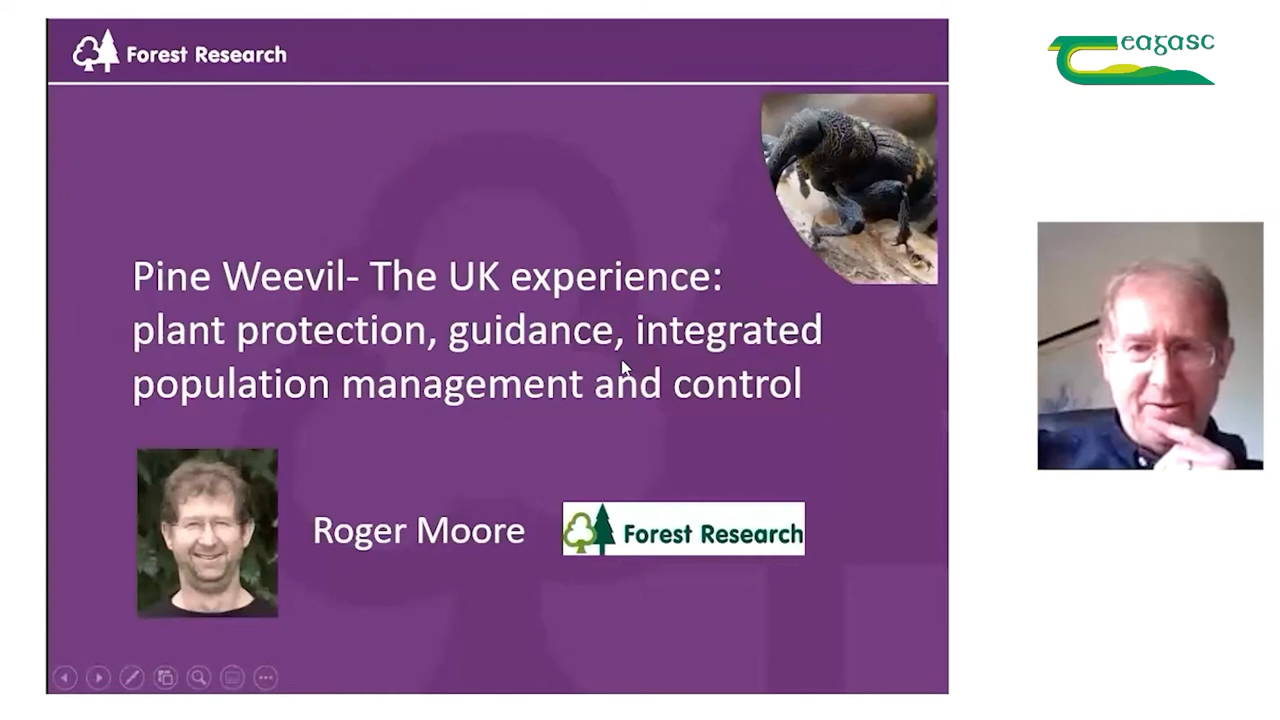 Forest Research
eagasc
Pine Weevil- The UK experience:
plant protection, guidance, integrated
population management and control
Roger Moore
Forest Research